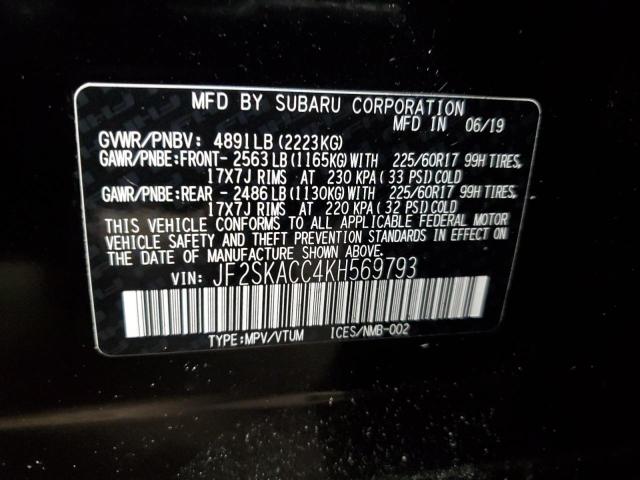 MFD BY SUBARU CORPORATION
MFD IN 06/19
GVWR/PNBV: 4891LB (2223KG)
GAWR/PNBE:FRONT- 2563 LB (1165KG) WITH 225/60R17 99H TIRES,
17X7J RIMS AT 230 KPA (33 PSI) COLD
GAWR/PNBE:REAR - 2486 LB (1130KG) WITH 225/60R17 99H TIRES,
17X7J RIMS AT 220 KPA (32 PSI) COLD
THIS VEHICLE CONFORMS TO ALL APPLICABLE FEDERAL MOTOR
VEHICLE SAFETY AND THEFT PREVENTION STANDARDS IN EFFECT ON
THE DATE OF MANUFACTURE SHOWN ABOVE.
VIN: JF2SKACC4KH569793
TYPE:MPV/VTUM ICES/NMB-002